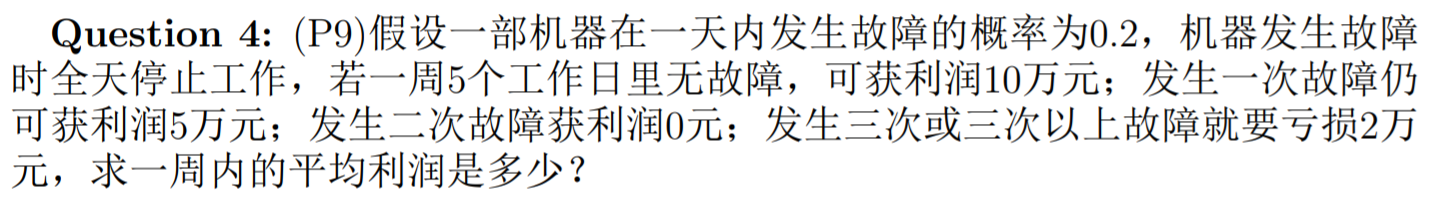 Question 4: (P9)假设一部机器在一天内发生故障的概率为0.2，机器发生故障
时全天停止工作，若一周5个工作日里无故障，可获利润10万元；发生一次故障仍
可获利润5万元；发生二次故障获利润0元；发生三次或三次以上故障就要亏损2万
元，求一周内的平均利润是多少？